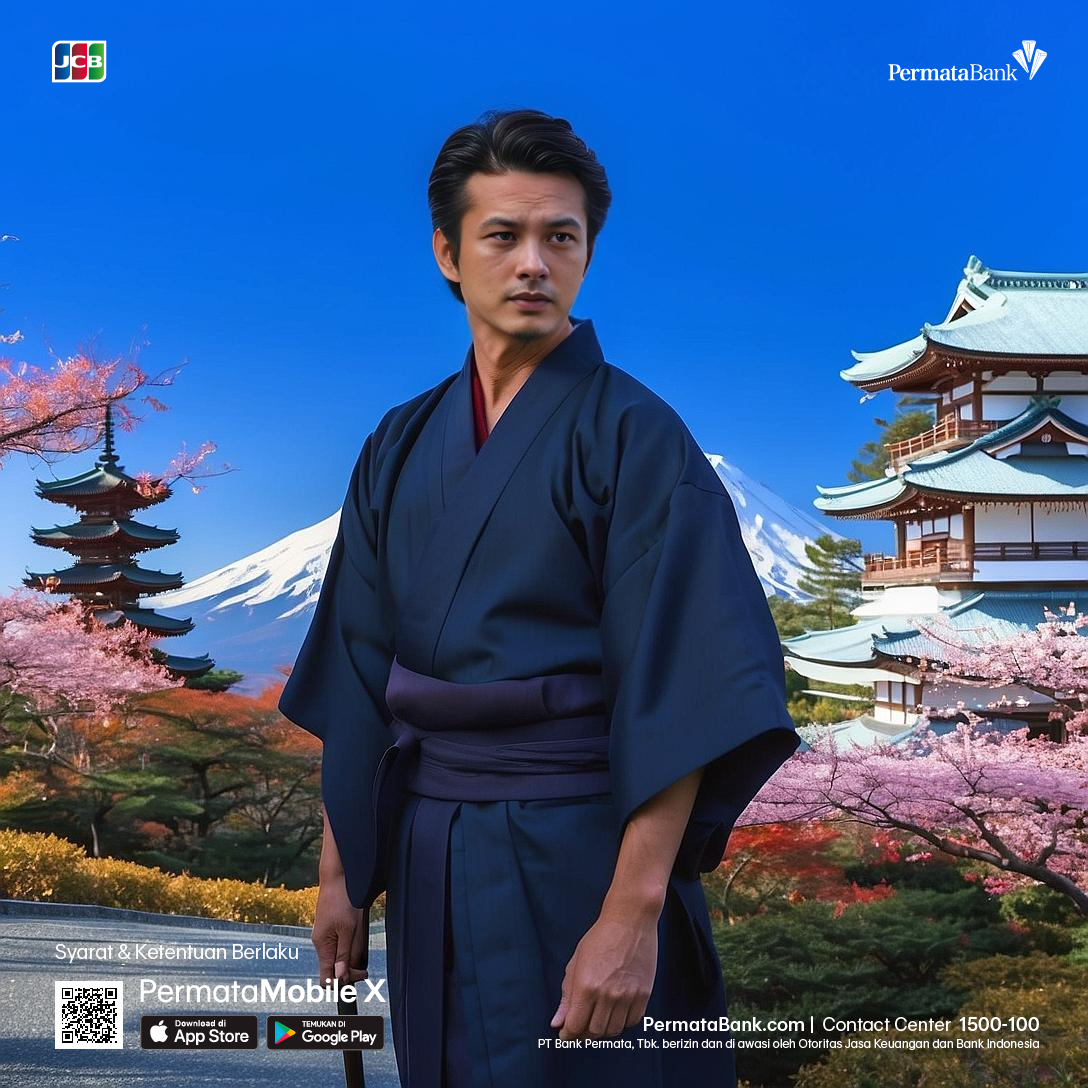 JCB
PermataBank
Syarat & Ketentuan Berlaku
PermataMobile X
Download di
App Store
TEMUKAN DI
Google Play
PermataBank.com | Contact Center 1500-100
PT Bank Permata, Tbk. berizin dan di awasi oleh Otoritas Jasa Keuangan dan Bank Indonesia